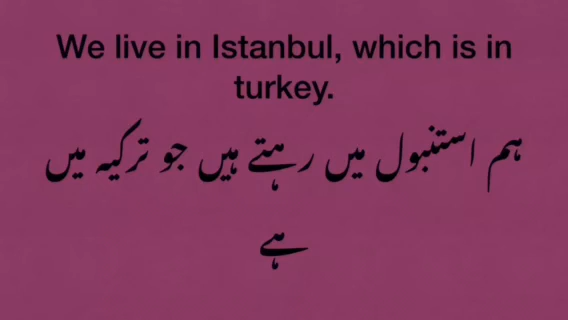 We live in Istanbul, which is in
turkey.
ہم استنبول میں رہتے ہیں جو ترکیہ میں
ہے